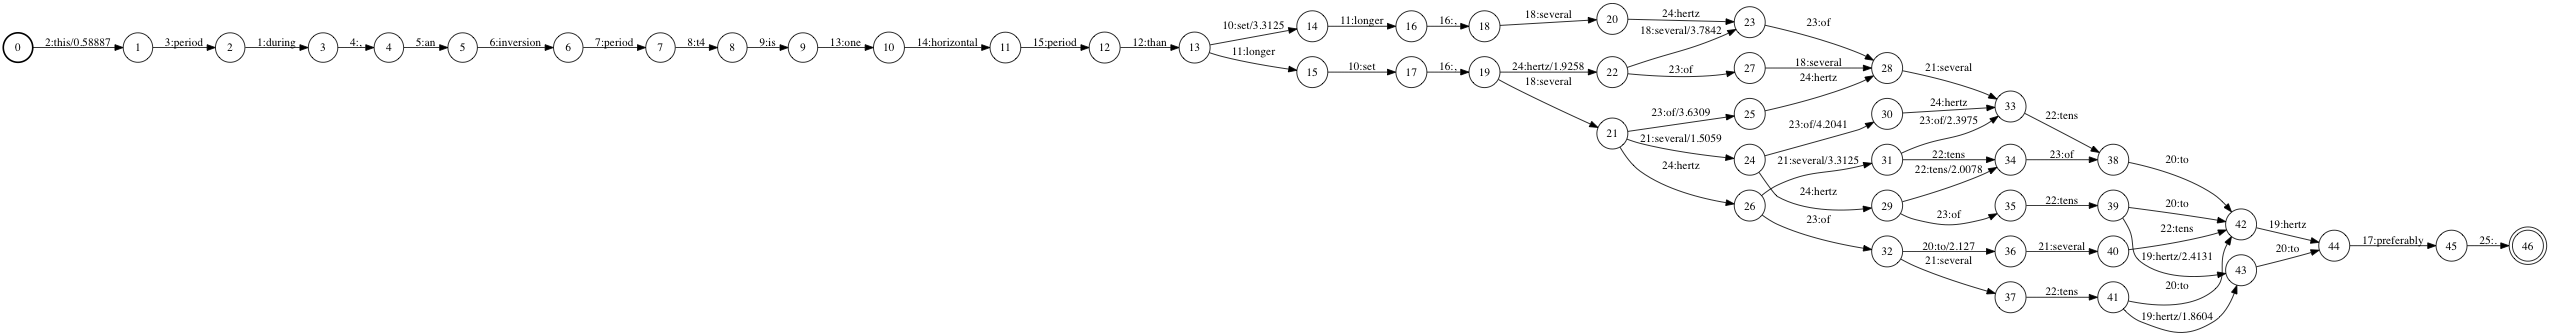 0 2:this/0.58887 1 3:period 2 1:during 3 4:, 4 5:an 5 6:inversion 6 7:period 7 8:t4 8 9:is 9 13:one 10 14:horizontal 11 15:period 12 12:than 13
10:set/3.3125 14 11:longer 16 16:, 18 18:several 20 24:hertz 23 23:of
11:longer 15 10:set 17 16:, 19 24:hertz/1.9258 22 18:several/3.7842
23:of 27 18:several 28 21:several
18:several 21 23:of/3.6309 25 24:hertz
21:several/1.5059 24 23:of/4.2041 30 24:hertz 33 22:tens
24:hertz 26 21:several/3.3125 31 23:of/2.3975
22:tens 34 23:of 38 20:to
24:hertz 29 22:tens/2.0078
23:of 35 22:tens 39 20:to 42 19:hertz
19:hertz/2.4131
23:of 32 20:to/2.127 36 21:several 40 22:tens
21:several 37 22:tens 41 20:to
19:hertz/1.8604 43 20:to 44 17:preferably 45 25:. 46